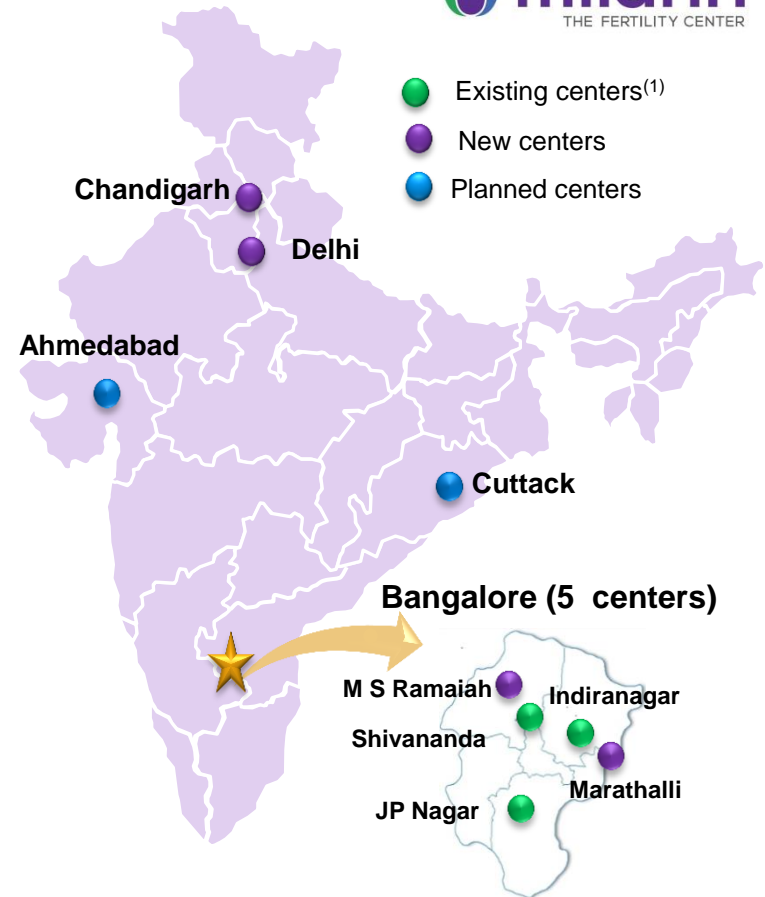 THE FERTILITY CENTER
Existing centers(1)
New centers
Planned centers
Chandigarh
Delhi
Ahmedabad
Cuttack
Bangalore (5 centers)
M S Ramaiah
Indiranagar
Shivananda
Marathalli
JP Nagar